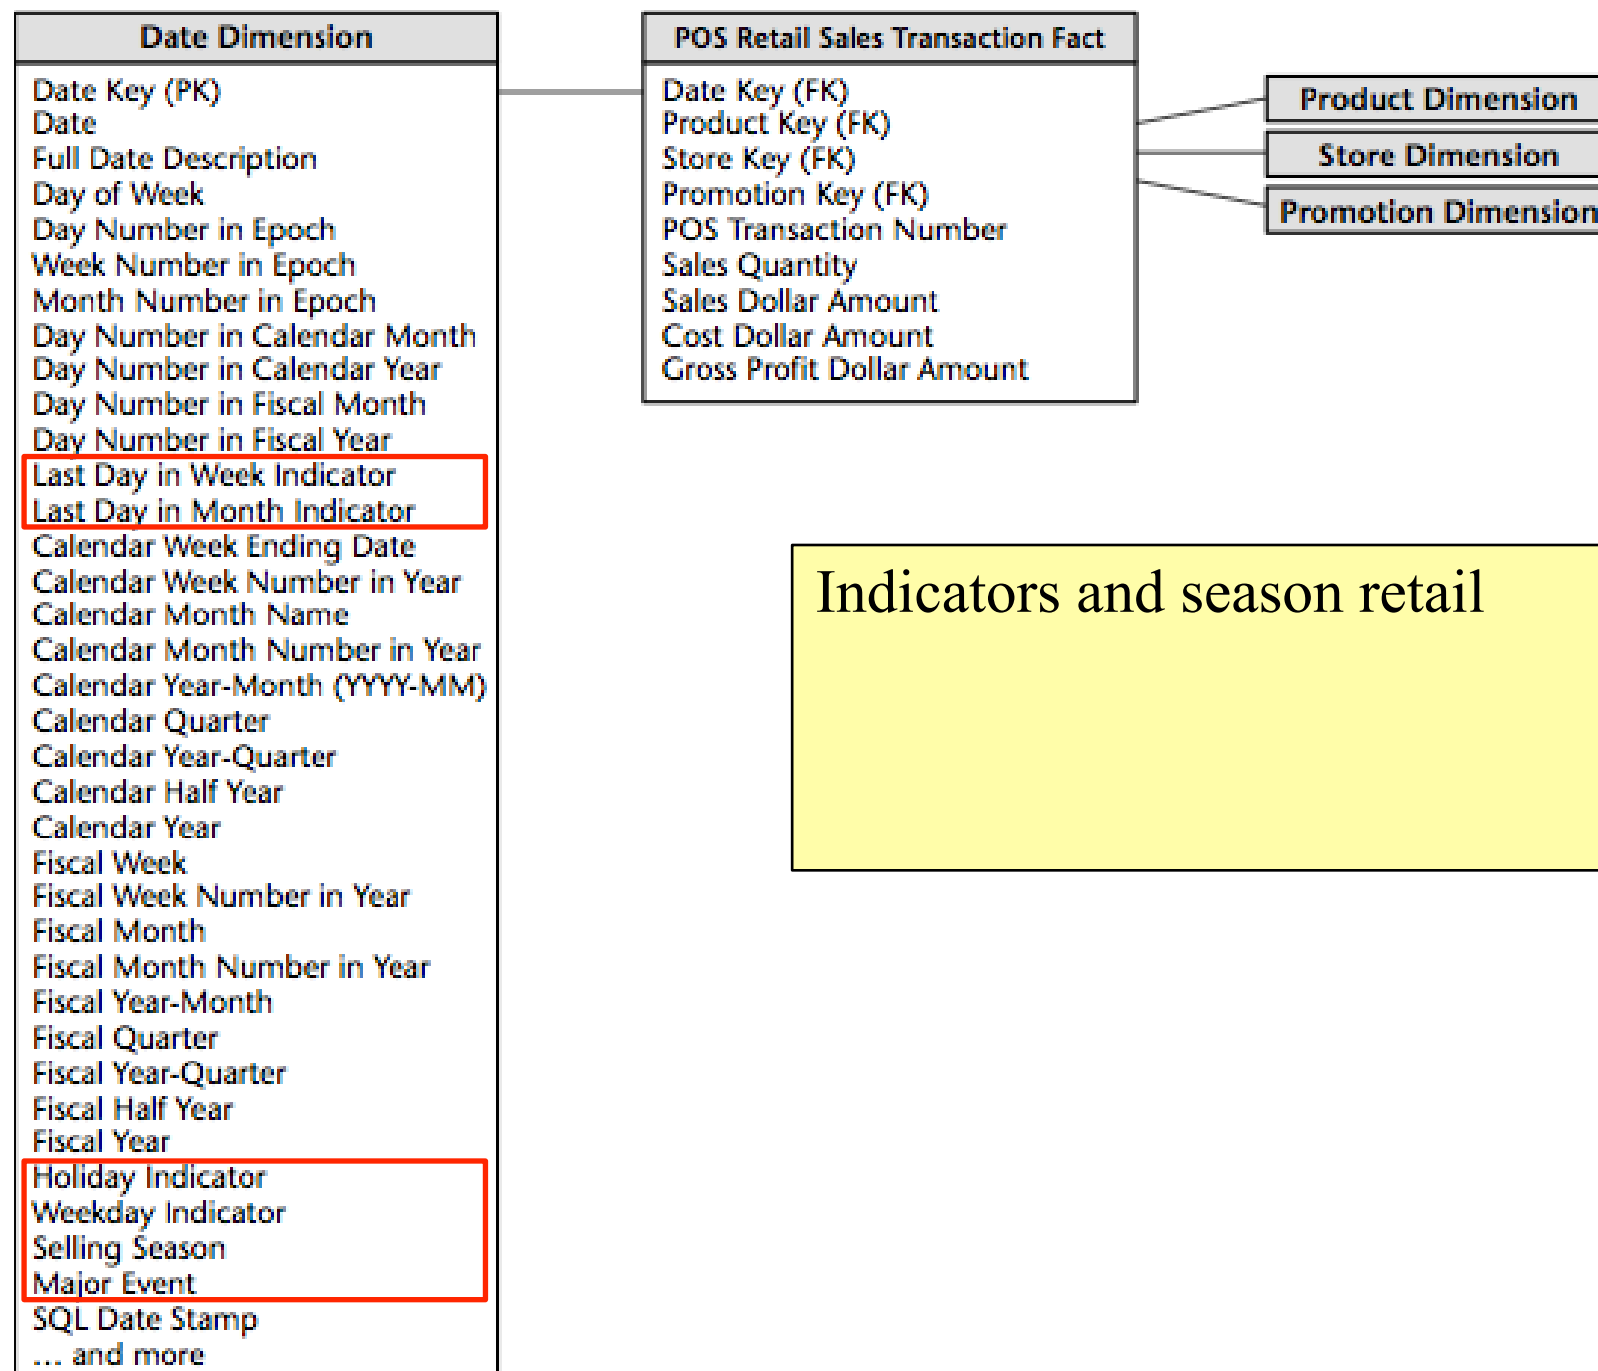 Date Dimension
Date Key (PK)
Date
Full Date Description
Day of Week
Day Number in Epoch
Week Number in Epoch
Month Number in Epoch
Day Number in Calendar Month
Day Number in Calendar Year
Day Number in Fiscal Month
Day Number in Fiscal Year
Last Day in Week Indicator
Last Day in Month Indicator
Calendar Week Ending Date
Calendar Week Number in Year
Calendar Month Name
Calendar Month Number in Year
Calendar Year-Month (YYYY-MM)
Calendar Quarter
Calendar Year-Quarter
Calendar Half Year
Calendar Year
Fiscal Week
Fiscal Week Number in Year
Fiscal Month
Fiscal Month Number in Year
Fiscal Year-Month
Fiscal Quarter
Fiscal Year-Quarter
Fiscal Half Year
Fiscal Year
Holiday Indicator
Weekday Indicator
Selling Season
Major Event
SQL Date Stamp
... and more
POS Retail Sales Transaction Fact
Date Key (FK)
Product Key (FK)
Store Key (FK)
Promotion Key (FK)
POS Transaction Number
Sales Quantity
Sales Dollar Amount
Cost Dollar Amount
Gross Profit Dollar Amount
Product Dimension
Store Dimension
Promotion Dimension
Indicators and season retail